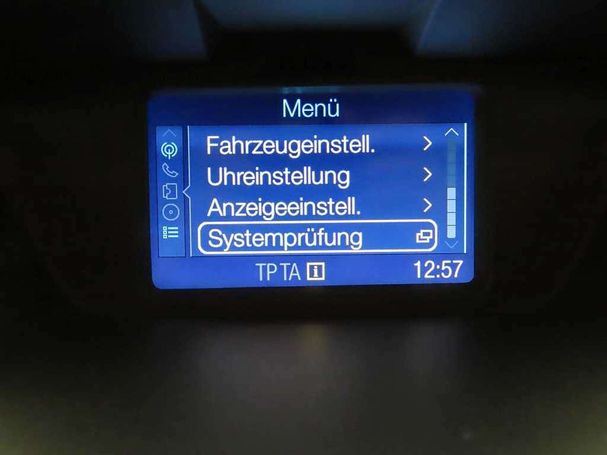 Menü
Fahrzeugeinstell.
Uhreinstellung
Anzeigeeinstell.
Systemprüfung
TP TA i 12:57